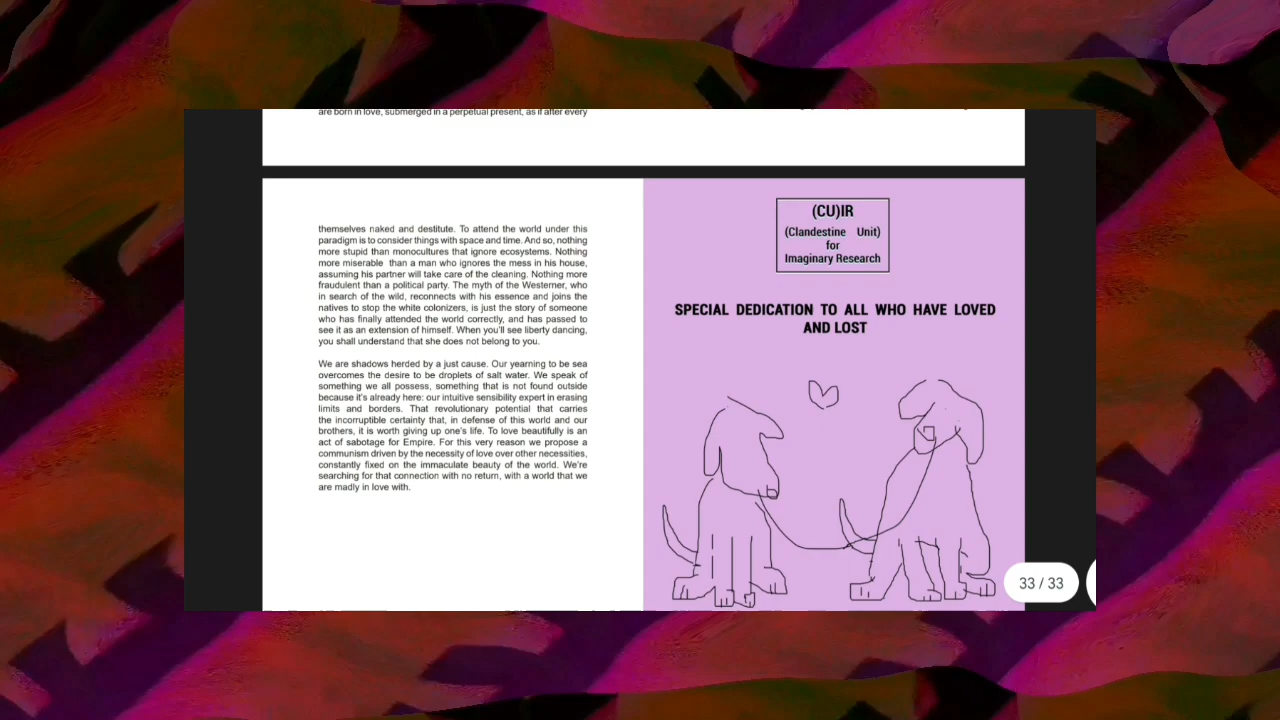 are born in love, submerged in a perpetual present, as if after every
themselves naked and destitute. To attend the world under this
paradigm is to consider things with space and time. And so, nothing
more stupid than monocultures that ignore ecosystems. Nothing
more miserable than a man who ignores the mess in his house,
assuming his partner will take care of the cleaning. Nothing more
fraudulent than a political party. The myth of the Westerner, who
in search of the wild, reconnects with his essence and joins the
natives to stop the white colonizers, is just the story of someone
who has finally attended the world correctly, and has passed to
see it as an extension of himself. When you'll see liberty dancing,
you shall understand that she does not belong to you.
We are shadows herded by a just cause. Our yearning to be sea
overcomes the desire to be droplets of salt water. We speak of
something we all possess, something that is not found outside
because it's already here: our intuitive sensibility expert in erasing
limits and borders. That revolutionary potential that carries
the incorruptible certainty that, in defense of this world and our
brothers, it is worth giving up one's life. To love beautifully is an
act of sabotage for Empire. For this very reason we propose a
communism driven by the necessity of love over other necessities,
constantly fixed on the immaculate beauty of the world. We're
searching for that connection with no return, with a world that we
are madly in love with.
(CU)IR
(Clandestine Unit)
for
Imaginary Research
SPECIAL DEDICATION TO ALL WHO HAVE LOVED
AND LOST
33 / 33